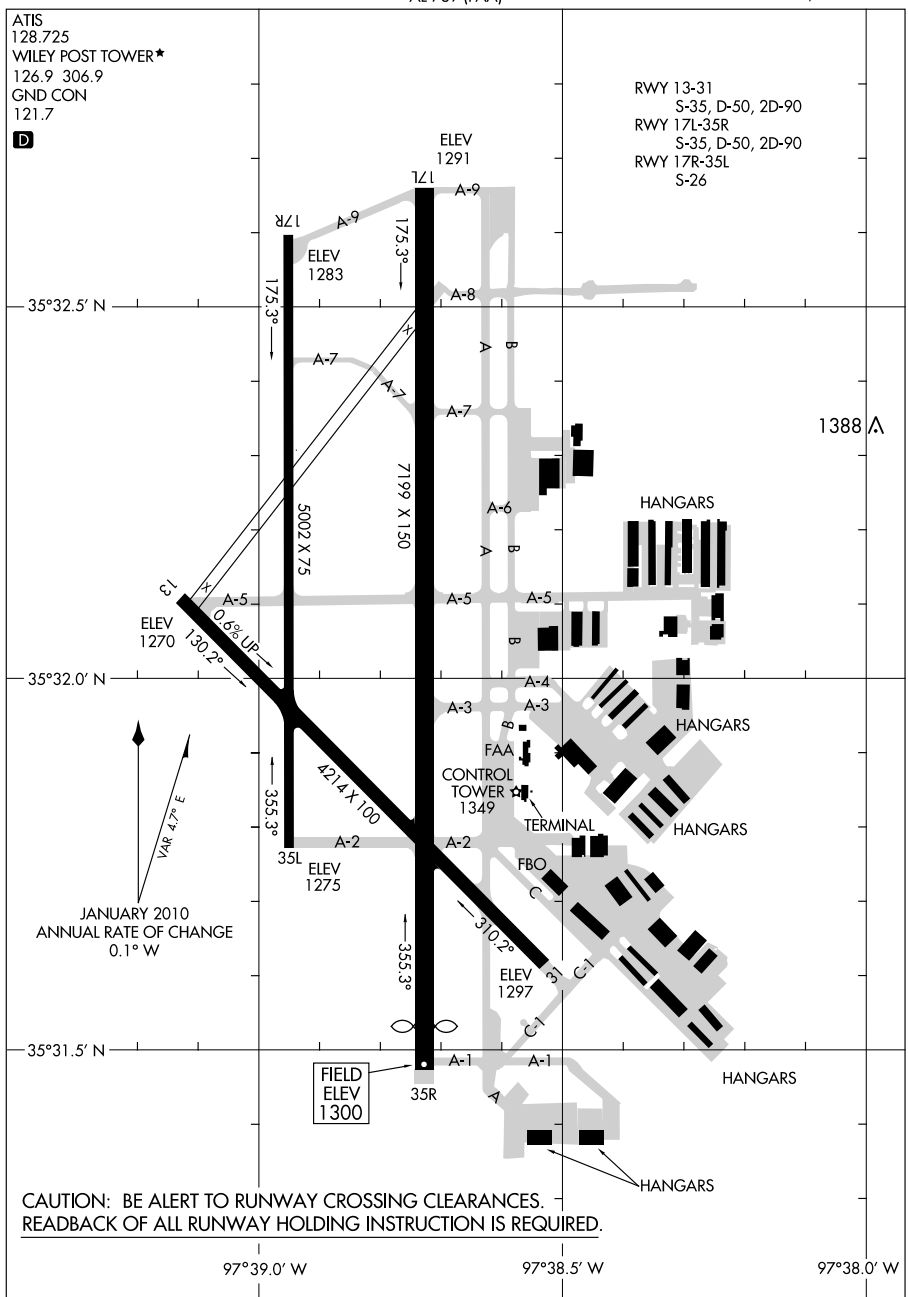 AL-767 (FAA)
ATIS
128.725
WILEY POST TOWER★
126.9 306.9
GND CON
121.7
D
RWY 13-31
S-35, D-50, 2D-90
RWY 17L-35R
S-35, D-50, 2D-90
RWY 17R-35L
S-26
ELEV
1291
17L
A-9
17R
A-9
175.3°
ELEV
1283
175.3°
35°32.5' N
A-8
X
A
B
A-7
A-7
A-7
1388
7199 X 150
5002 X 75
A-6
HANGARS
A
B
X
13
A-5
A-5
A-5
0.6% UP
ELEV
1270
130.2°
B
35°32.0' N
A-4
A-3
A-3
HANGARS
B
FAA
CONTROL
TOWER
1349
4214 X 100
355.3°
VAR 4.7° E
TERMINAL
HANGARS
A-2
A-2
35L
ELEV
1275
FBO
C
JANUARY 2010
ANNUAL RATE OF CHANGE
0.1° W
310.2°
355.3°
ELEV
1297
31
C-1
C-1
35°31.5' N
A-1
A-1
FIELD
ELEV
1300
35R
A
HANGARS
HANGARS
CAUTION: BE ALERT TO RUNWAY CROSSING CLEARANCES.
READBACK OF ALL RUNWAY HOLDING INSTRUCTION IS REQUIRED.
97°39.0' W
97°38.5' W
97°38.0' W